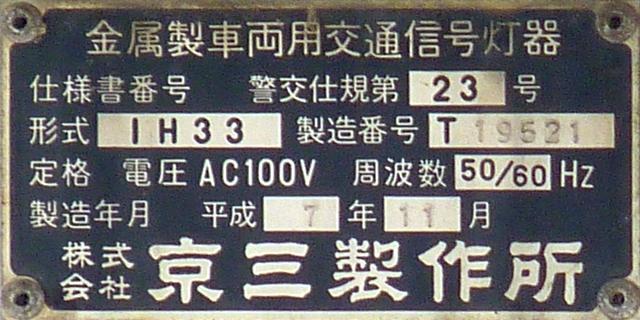 金属製車両用交通信号灯器
仕様書番号 警交仕規第 23 号
形式 1H33 製造番号 T19521
定格 電圧 AC100V 周波数 50/60 Hz
製造年月 平成 7 年 11 月
株式会社 京三製作所